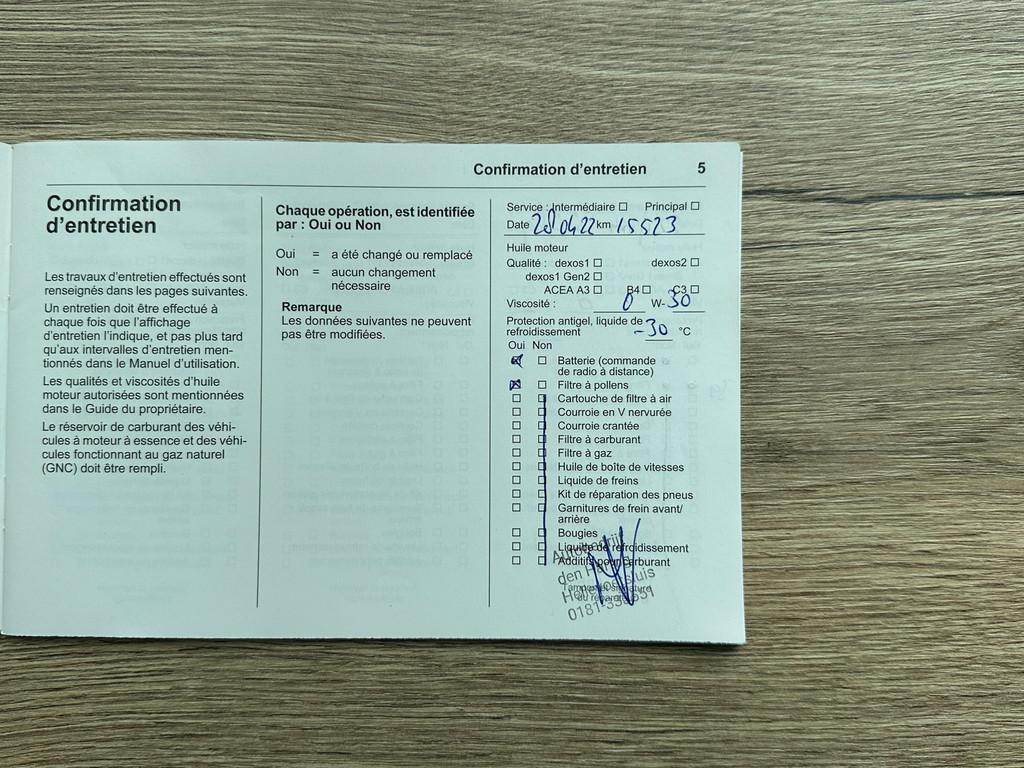 Confirmation d'entretien 5
Confirmation
d'entretien
Les travaux d'entretien effectués sont
renseignés dans les pages suivantes.
Un entretien doit être effectué à
chaque fois que l'affichage
d'entretien l'indique, et pas plus tard
qu'aux intervalles d'entretien men-
tionnés dans le Manuel d'utilisation.
Les qualités et viscosités d'huile
moteur autorisées sont mentionnées
dans le Guide du propriétaire.
Le réservoir de carburant des véhi-
cules à moteur à essence et des véhi-
cules fonctionnant au gaz naturel
(GNC) doit être rempli.
Chaque opération, est identifiée
par : Oui ou Non
Oui = a été changé ou remplacé
Non = aucun changement
nécessaire
Remarque
Les données suivantes ne peuvent
pas être modifiées.
Service : Intermédiaire Principal
Date 28 04 22 km 15523
Huile moteur
Qualité : dexos1 dexos2
dexos1 Gen2
ACEA A3 B4 C3
Viscosité : 0 W-30
Protection antigel, liquide de
refroidissement -30 °C
Oui Non
Batterie (commande
de radio à distance)
Filtre à pollens
Cartouche de filtre à air
Courroie en V nervurée
Courroie crantée
Filtre à carburant
Filtre à gaz
Huile de boîte de vitesses
Liquide de freins
Kit de réparation des pneus
Garnitures de frein avant/
arrière
Bougies
Liquide de refroidissement
Additifs pour carburant
den